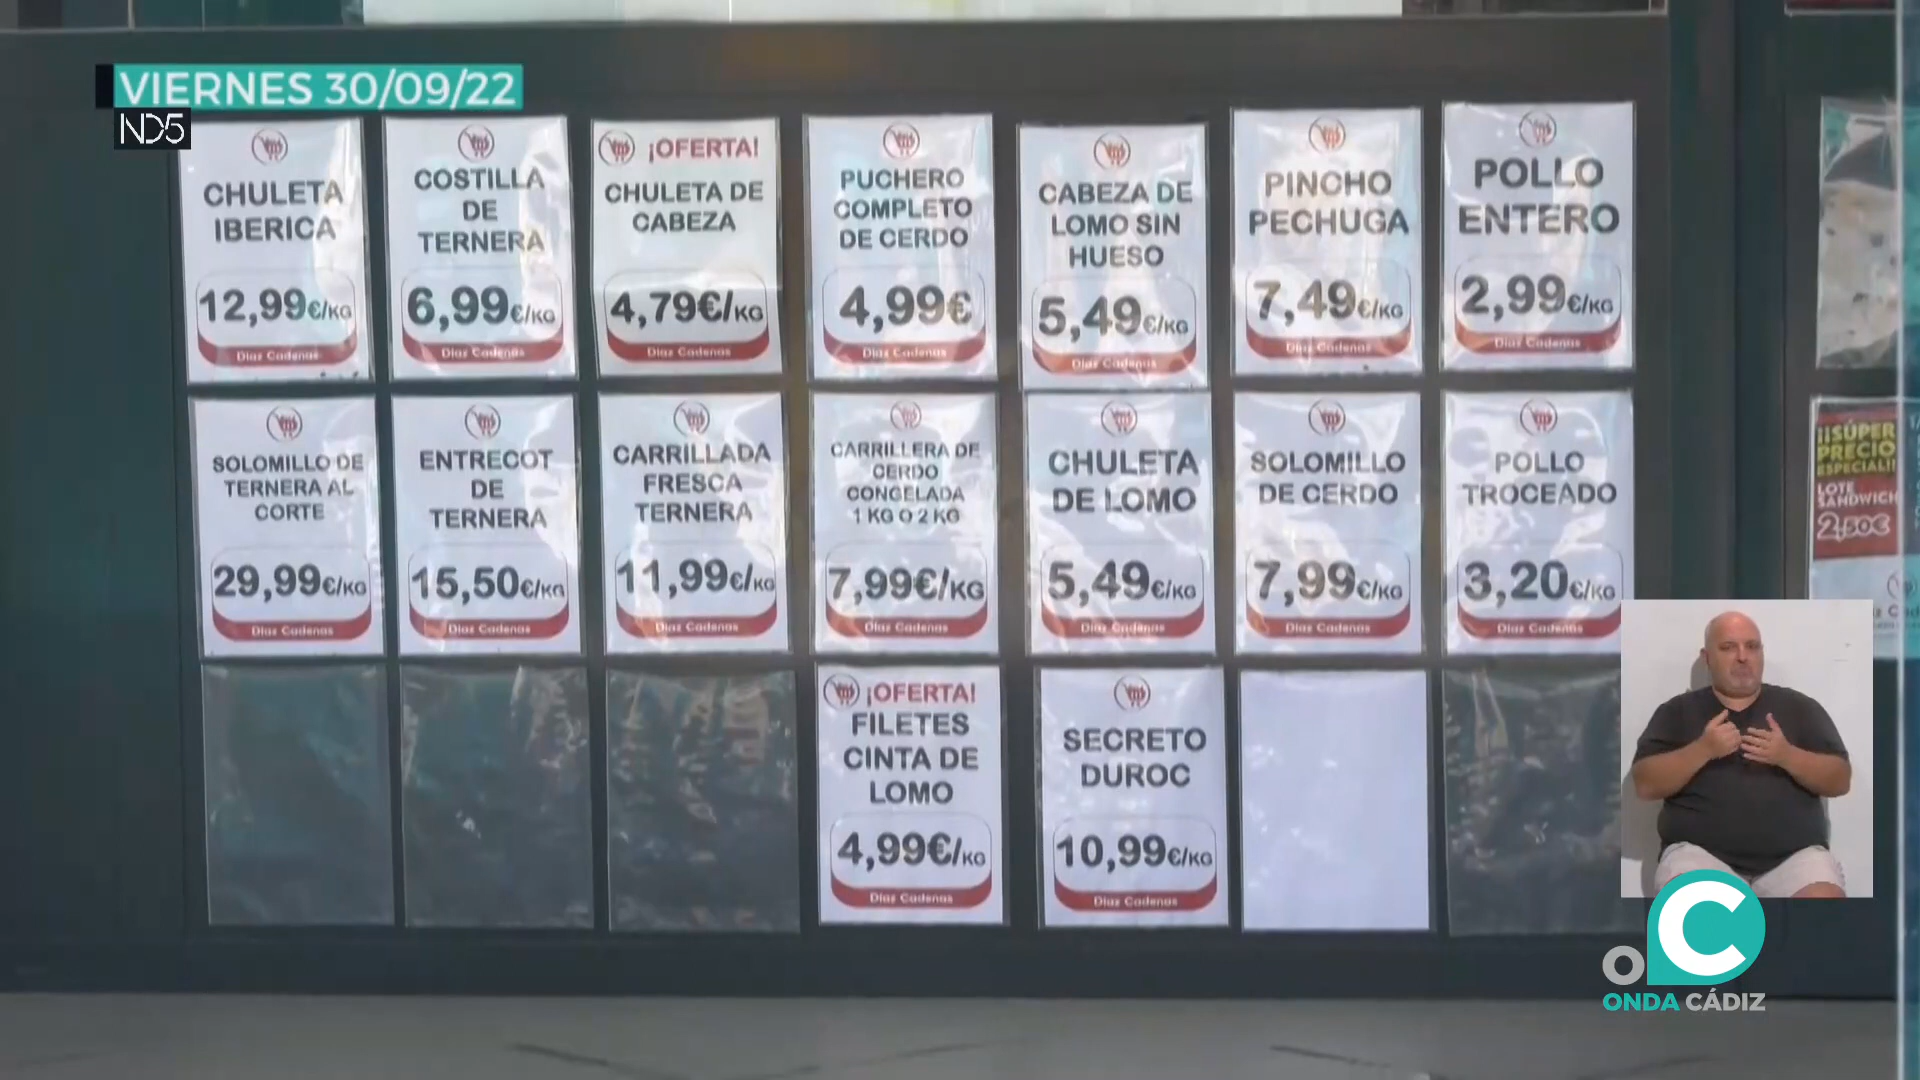 VIERNES 30/09/22
ND5
CHULETA
IBERICA
12,99€/KG
Diaz Cadenas
COSTILLA
DE
TERNERA
6,99€/KG
Diaz Cadenas
¡OFERTA!
CHULETA DE
CABEZA
4,79€/KG
Diaz Cadenas
PUCHERO
COMPLETO
DE CERDO
4,99€
Diaz Cadenas
CABEZA DE
LOMO SIN
HUESO
5,49€/KG
Diaz Cadenas
PINCHO
PECHUGA
7,49€/KG
Diaz Cadenas
POLLO
ENTERO
2,99€/KG
Diaz Cadenas
SOLOMILLO DE
TERNERA AL
CORTE
29,99€/KG
Diaz Cadenas
ENTRECOT
DE
TERNERA
15,50€/KG
Diaz Cadenas
CARRILLADA
FRESCA
TERNERA
11,99€/KG
Diaz Cadenas
CARRILLERA DE
CERDO
CONGELADA
1 KG O 2 KG
7,99€/KG
Diaz Cadenas
CHULETA
DE LOMO
5,49€/KG
Diaz Cadenas
SOLOMILLO
DE CERDO
7,99€/KG
Diaz Cadenas
POLLO
TROCEADO
3,20€/KG
Diaz Cadenas
¡¡SÚPER
PRECIO
ESPECIAL!!
LOTE
SANDWICH
2,50€
¡OFERTA!
FILETES
CINTA DE
LOMO
4,99€/KG
Diaz Cadenas
SECRETO
DUROC
10,99€/KG
Diaz Cadenas
OC
ONDA CÁDIZ